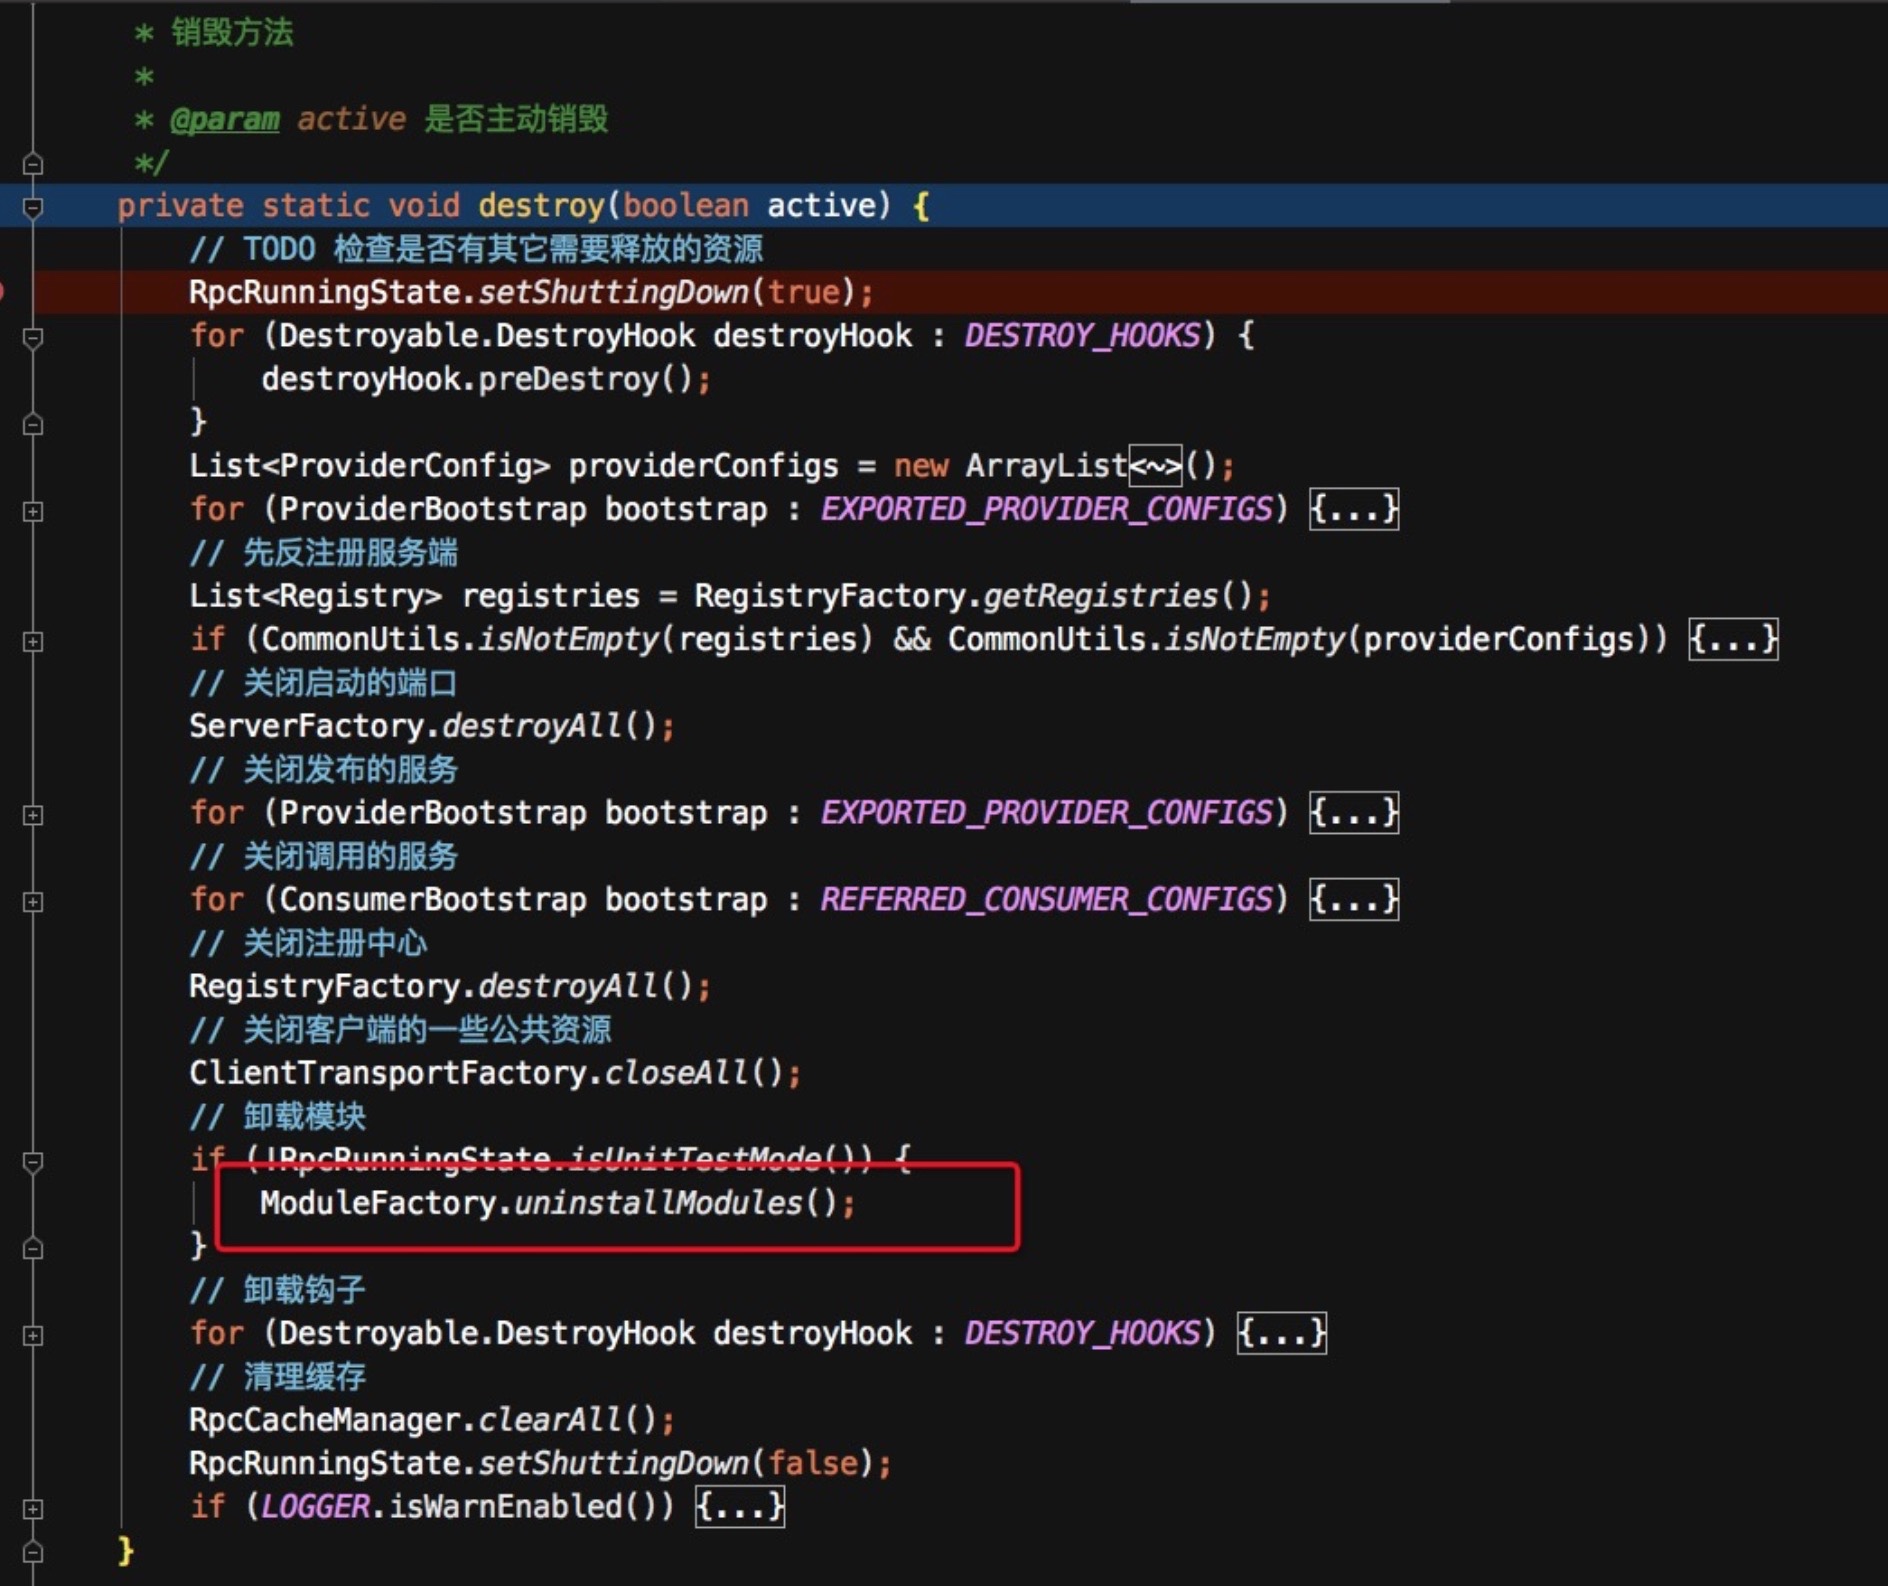 * 销毁方法
*
* @param active 是否主动销毁
*/
private static void destroy(boolean active) {
// TODO 检查是否有其它需要释放的资源
RpcRunningState.setShuttingDown(true);
for (Destroyable.DestroyHook destroyHook : DESTROY_HOOKS) {
destroyHook.preDestroy();
}
List<ProviderConfig> providerConfigs = new ArrayList<~>();
for (ProviderBootstrap bootstrap : EXPORTED_PROVIDER_CONFIGS) {...}
// 先反注册服务端
List<Registry> registries = RegistryFactory.getRegistries();
if (CommonUtils.isNotEmpty(registries) && CommonUtils.isNotEmpty(providerConfigs)) {...}
// 关闭启动的端口
ServerFactory.destroyAll();
// 关闭发布的服务
for (ProviderBootstrap bootstrap : EXPORTED_PROVIDER_CONFIGS) {...}
// 关闭调用的服务
for (ConsumerBootstrap bootstrap : REFERRED_CONSUMER_CONFIGS) {...}
// 关闭注册中心
RegistryFactory.destroyAll();
// 关闭客户端的一些公共资源
ClientTransportFactory.closeAll();
// 卸载模块
if (!RpcRunningState.isUnitTestMode()) {
ModuleFactory.uninstallModules();
}
// 卸载钩子
for (Destroyable.DestroyHook destroyHook : DESTROY_HOOKS) {...}
// 清理缓存
RpcCacheManager.clearAll();
RpcRunningState.setShuttingDown(false);
if (LOGGER.isWarnEnabled()) {...}
}